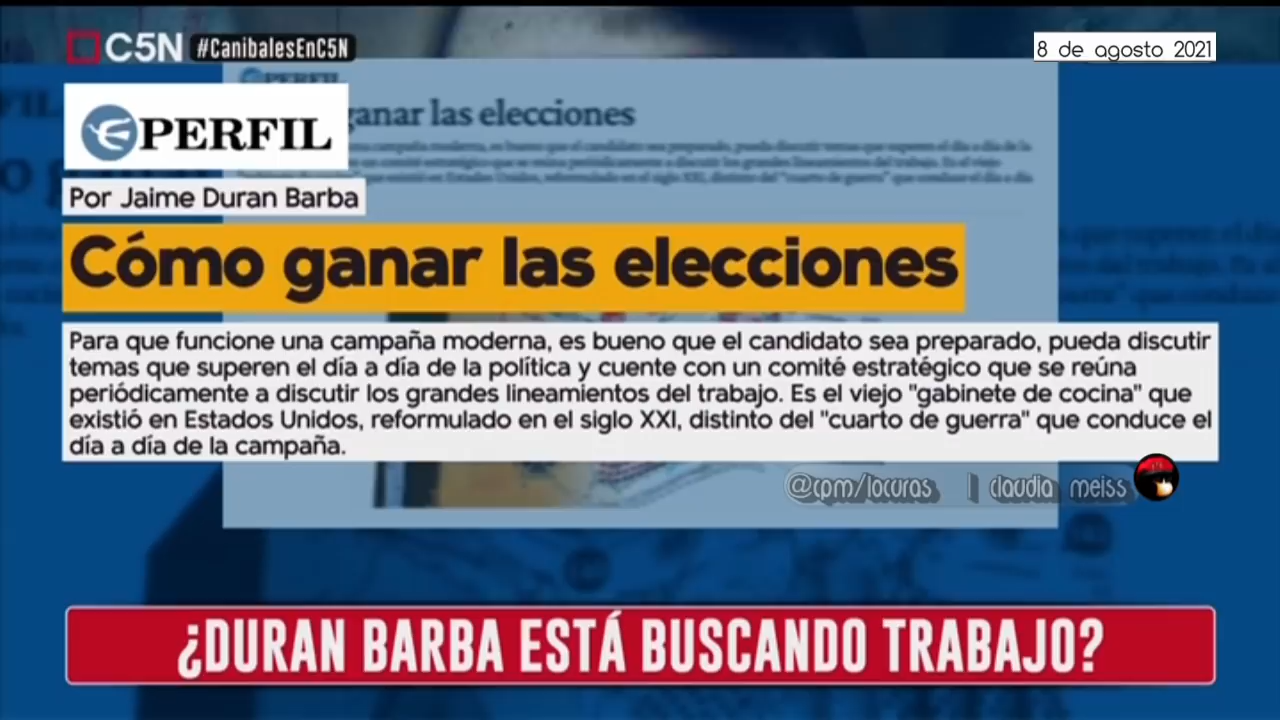 C5N #CanibalesEnC5N
8 de agosto 2021
PERFIL
ganar las elecciones
PERFIL
Por Jaime Duran Barba
Cómo ganar las elecciones
Para que funcione una campaña moderna, es bueno que el candidato sea preparado, pueda discutir
temas que superen el día a día de la política y cuente con un comité estratégico que se reúna
periódicamente a discutir los grandes lineamientos del trabajo. Es el viejo "gabinete de cocina" que
existió en Estados Unidos, reformulado en el siglo XXI, distinto del "cuarto de guerra" que conduce el
día a día de la campaña.
@cpm/locuras | claudia meiss
¿DURAN BARBA ESTÁ BUSCANDO TRABAJO?